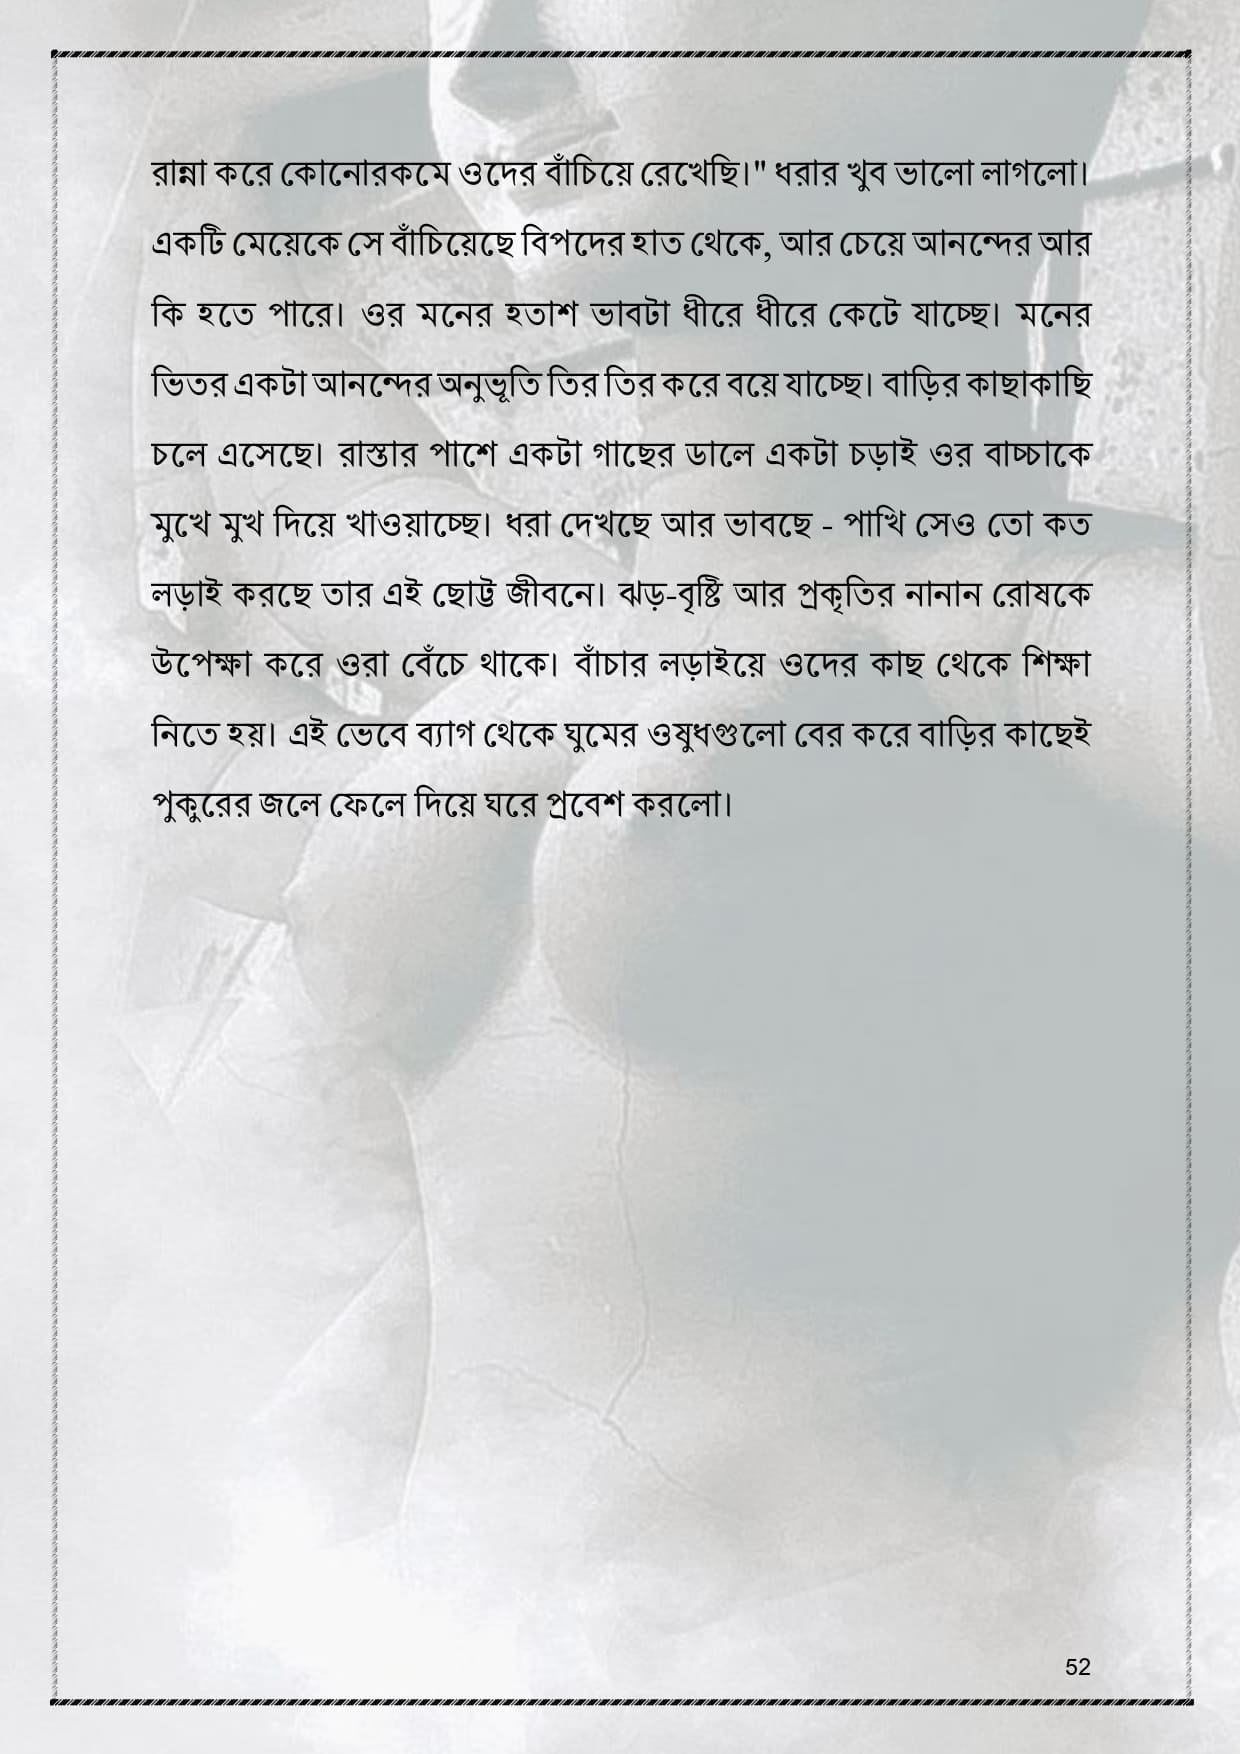 রান্না করে কোনোরকমে ওদের বাঁচিয়ে রেখেছি।" ধরার খুব ভালো লাগলো।
একটি মেয়েকে সে বাঁচিয়েছে বিপদের হাত থেকে, আর চেয়ে আনন্দের আর
কি হতে পারে। ওর মনের হতাশ ভাবটা ধীরে ধীরে কেটে যাচ্ছে। মনের
ভিতর একটা আনন্দের অনুভূতি তির তির করে বয়ে যাচ্ছে। বাড়ির কাছাকাছি
চলে এসেছে। রাস্তার পাশে একটা গাছের ডালে একটা চড়াই ওর বাচ্চাকে
মুখে মুখ দিয়ে খাওয়াচ্ছে। ধরা দেখছে আর ভাবছে - পাখি সেও তো কত
লড়াই করছে তার এই ছোট্ট জীবনে। ঝড়-বৃষ্টি আর প্রকৃতির নানান রোষকে
উপেক্ষা করে ওরা বেঁচে থাকে। বাঁচার লড়াইয়ে ওদের কাছ থেকে শিক্ষা
নিতে হয়। এই ভেবে ব্যাগ থেকে ঘুমের ওষুধগুলো বের করে বাড়ির কাছেই
পুকুরের জলে ফেলে দিয়ে ঘরে প্রবেশ করলো।
52